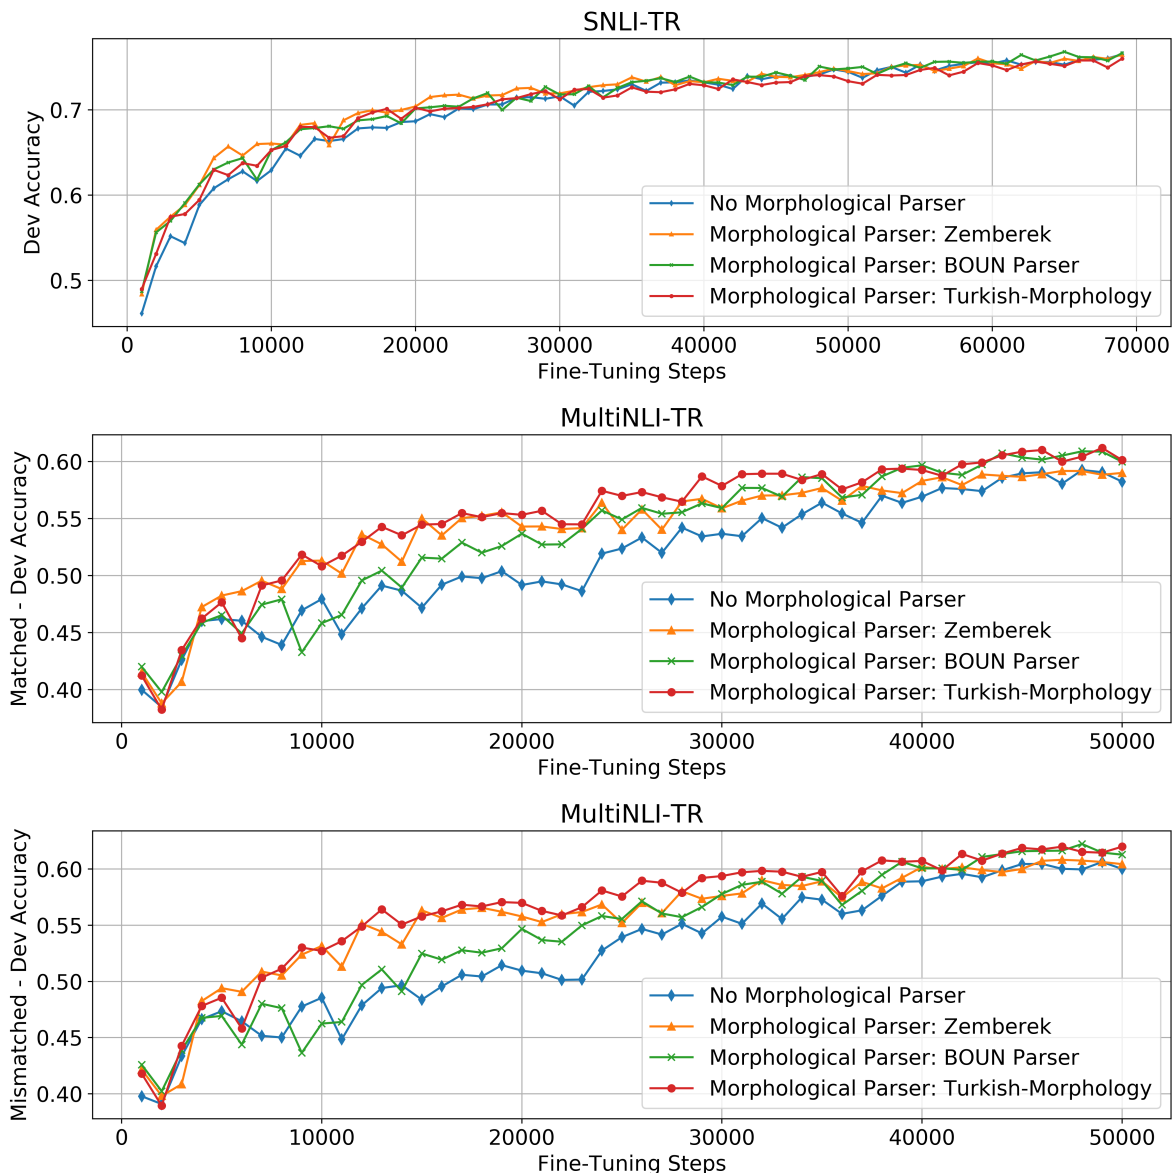 SNLI-TR
Dev Accuracy
0.7
0.6
0.5
No Morphological Parser
Morphological Parser: Zemberek
Morphological Parser: BOUN Parser
Morphological Parser: Turkish-Morphology
0 10000 20000 30000 40000 50000 60000 70000
Fine-Tuning Steps
MultiNLI-TR
Matched - Dev Accuracy
0.60
0.55
0.50
0.45
0.40
No Morphological Parser
Morphological Parser: Zemberek
Morphological Parser: BOUN Parser
Morphological Parser: Turkish-Morphology
0 10000 20000 30000 40000 50000
Fine-Tuning Steps
MultiNLI-TR
Mismatched - Dev Accuracy
0.60
0.55
0.50
0.45
0.40
No Morphological Parser
Morphological Parser: Zemberek
Morphological Parser: BOUN Parser
Morphological Parser: Turkish-Morphology
0 10000 20000 30000 40000 50000
Fine-Tuning Steps